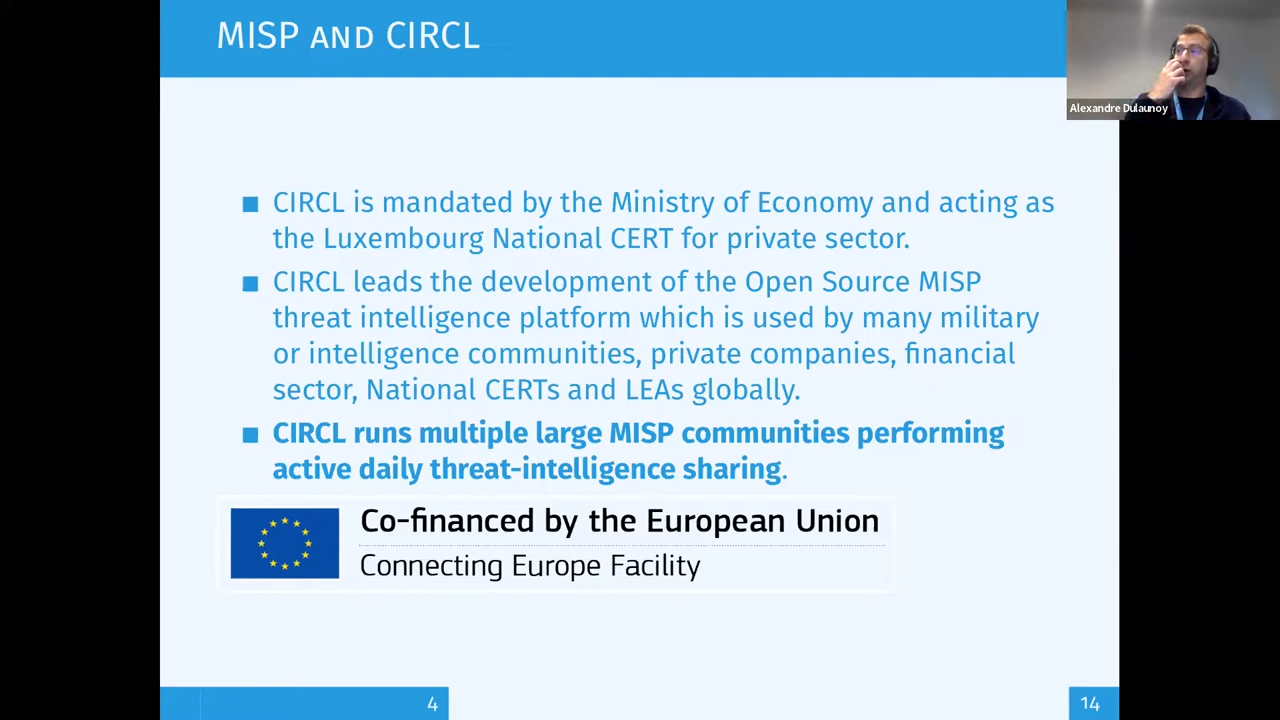 MISP AND CIRCL
Alexandre Dulaunoy
■ CIRCL is mandated by the Ministry of Economy and acting as
the Luxembourg National CERT for private sector.
■ CIRCL leads the development of the Open Source MISP
threat intelligence platform which is used by many military
or intelligence communities, private companies, financial
sector, National CERTs and LEAs globally.
■ CIRCL runs multiple large MISP communities performing
active daily threat-intelligence sharing.
Co-financed by the European Union
Connecting Europe Facility
4
14